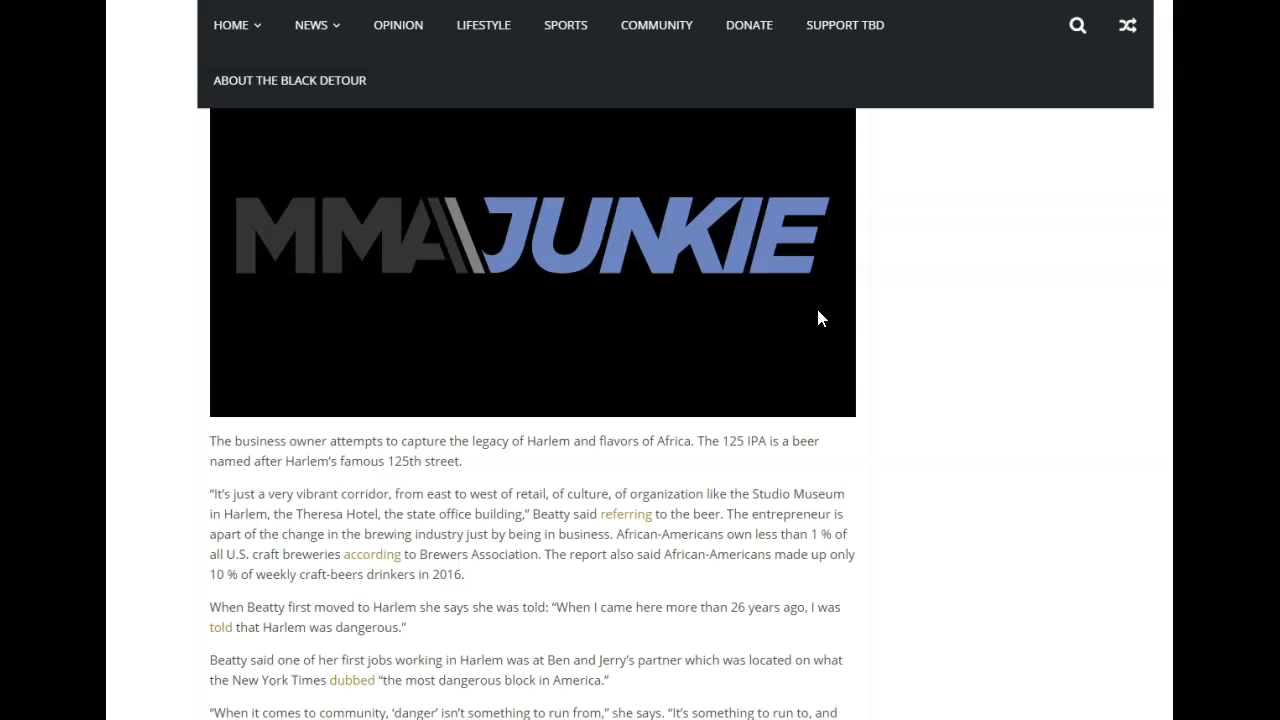 HOME NEWS OPINION LIFESTYLE SPORTS COMMUNITY DONATE SUPPORT TBD
ABOUT THE BLACK DETOUR
MMA JUNKIE
The business owner attempts to capture the legacy of Harlem and flavors of Africa. The 125 IPA is a beer
named after Harlem’s famous 125th street.
“It’s just a very vibrant corridor, from east to west of retail, of culture, of organization like the Studio Museum
in Harlem, the Theresa Hotel, the state office building,” Beatty said referring to the beer. The entrepreneur is
apart of the change in the brewing industry just by being in business. African-Americans own less than 1 % of
all U.S. craft breweries according to Brewers Association. The report also said African-Americans made up only
10 % of weekly craft-beers drinkers in 2016.
When Beatty first moved to Harlem she says she was told: “When I came here more than 26 years ago, I was
told that Harlem was dangerous.”
Beatty said one of her first jobs working in Harlem was at Ben and Jerry’s partner which was located on what
the New York Times dubbed “the most dangerous block in America.”
“When it comes to community, ‘danger’ isn’t something to run from,” she says. “It’s something to run to, and